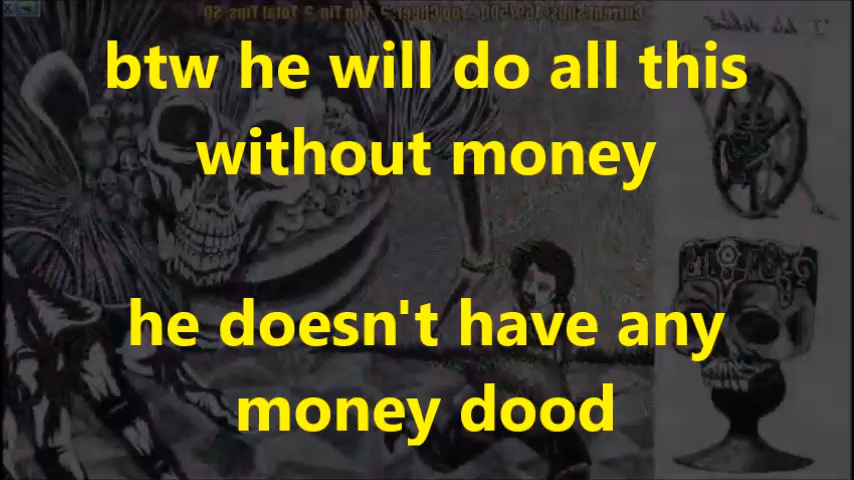 btw he will do all this
without money
he doesn't have any
money dood